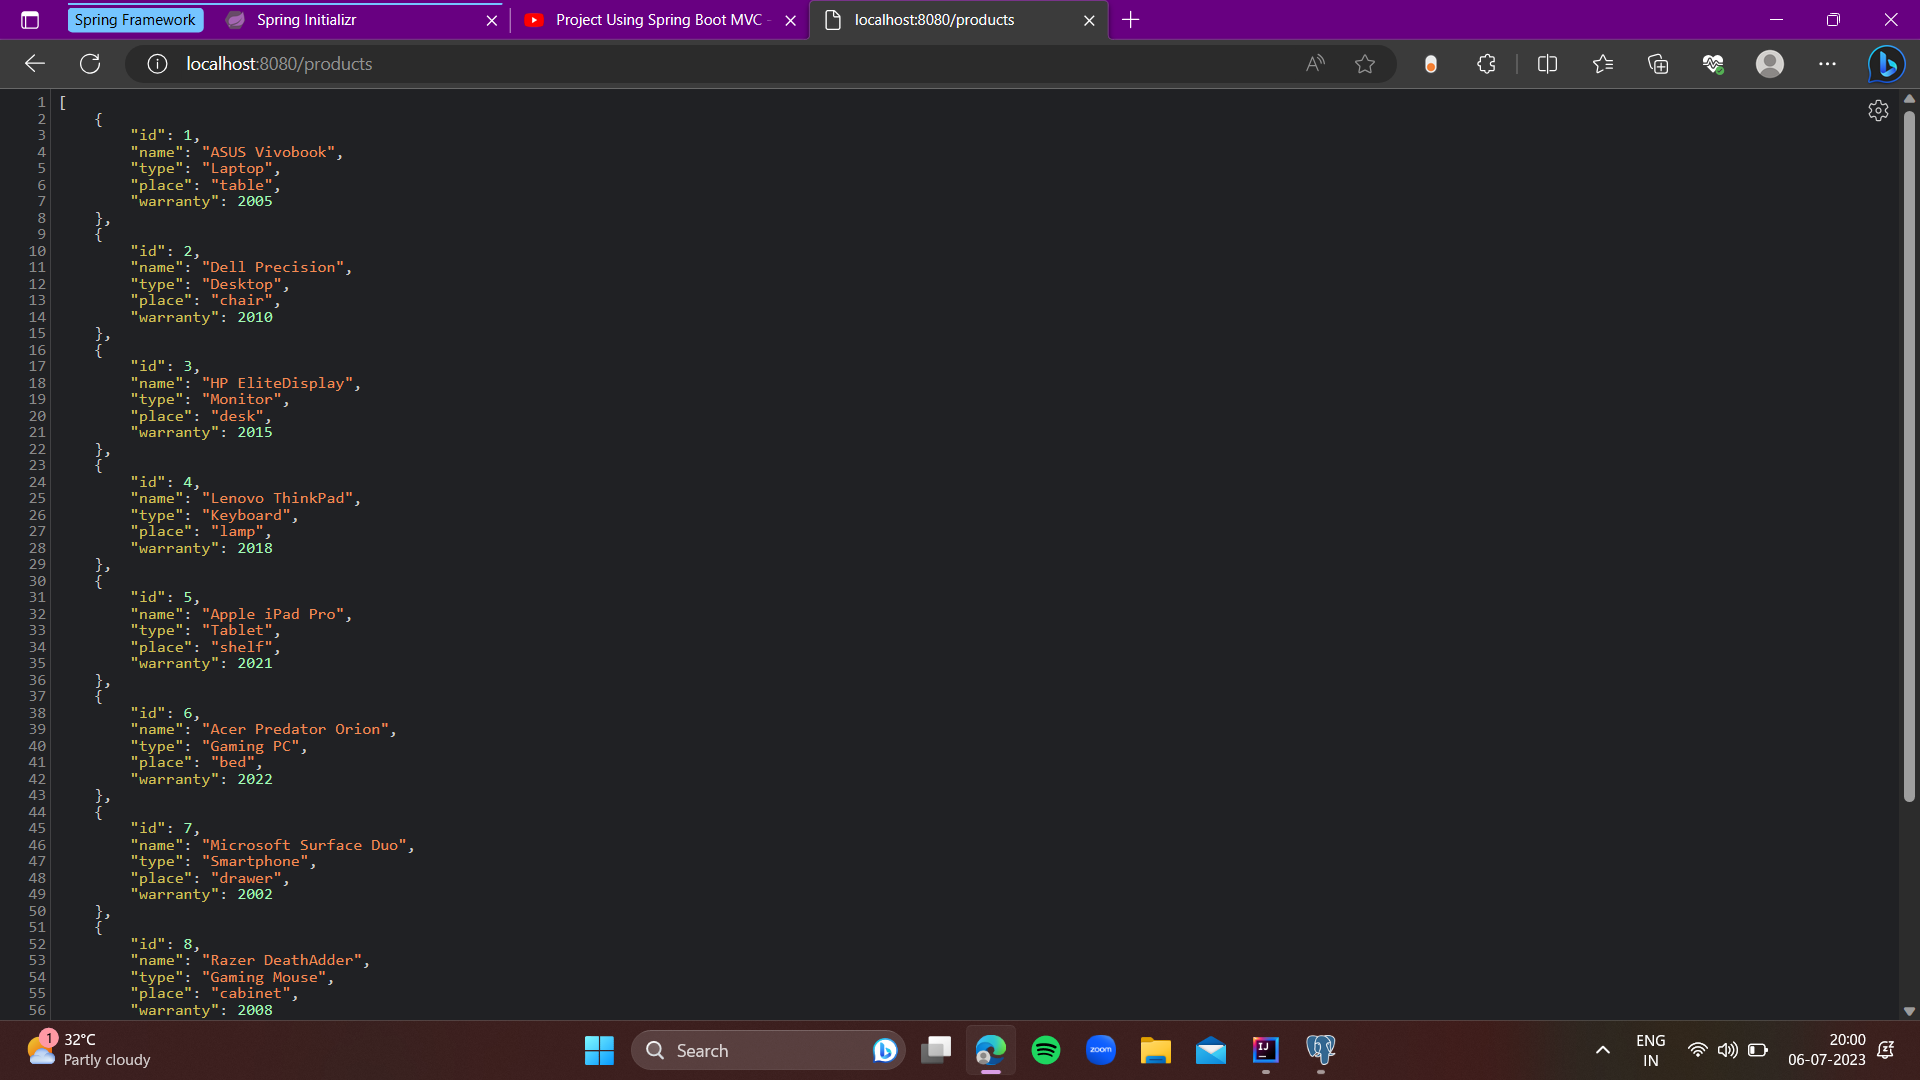 Spring Framework
Spring Initializr
Project Using Spring Boot MVC -
localhost:8080/products
localhost:8080/products
1 [
2 {
3 "id": 1,
4 "name": "ASUS Vivobook",
5 "type": "Laptop",
6 "place": "table",
7 "warranty": 2005
8 },
9 {
10 "id": 2,
11 "name": "Dell Precision",
12 "type": "Desktop",
13 "place": "chair",
14 "warranty": 2010
15 },
16 {
17 "id": 3,
18 "name": "HP EliteDisplay",
19 "type": "Monitor",
20 "place": "desk",
21 "warranty": 2015
22 },
23 {
24 "id": 4,
25 "name": "Lenovo ThinkPad",
26 "type": "Keyboard",
27 "place": "lamp",
28 "warranty": 2018
29 },
30 {
31 "id": 5,
32 "name": "Apple iPad Pro",
33 "type": "Tablet",
34 "place": "shelf",
35 "warranty": 2021
36 },
37 {
38 "id": 6,
39 "name": "Acer Predator Orion",
40 "type": "Gaming PC",
41 "place": "bed",
42 "warranty": 2022
43 },
44 {
45 "id": 7,
46 "name": "Microsoft Surface Duo",
47 "type": "Smartphone",
48 "place": "drawer",
49 "warranty": 2002
50 },
51 {
52 "id": 8,
53 "name": "Razer DeathAdder",
54 "type": "Gaming Mouse",
55 "place": "cabinet",
56 "warranty": 2008
1
32°C
Partly cloudy
Search
zoom
IJ
ENG
IN
20:00
06-07-2023